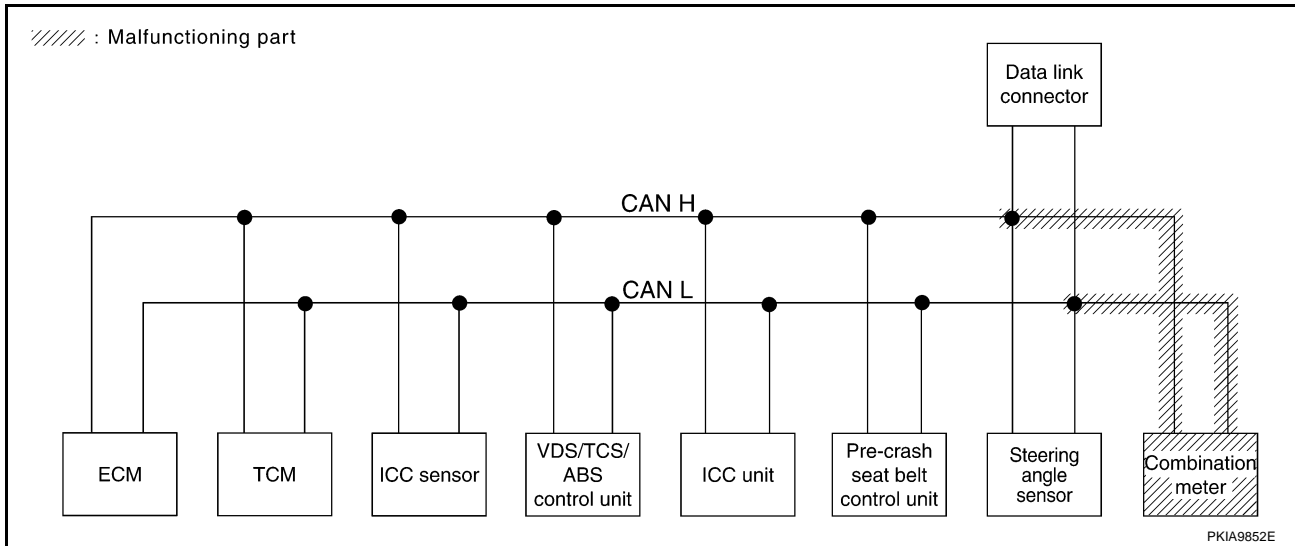 : Malfunctioning part
Data link
connector
CAN H
CAN L
ECM
TCM
ICC sensor
VDS/TCS/
ABS
control unit
ICC unit
Pre-crash
seat belt
control unit
Steering
angle
sensor
Combination
meter
PKIA9852E